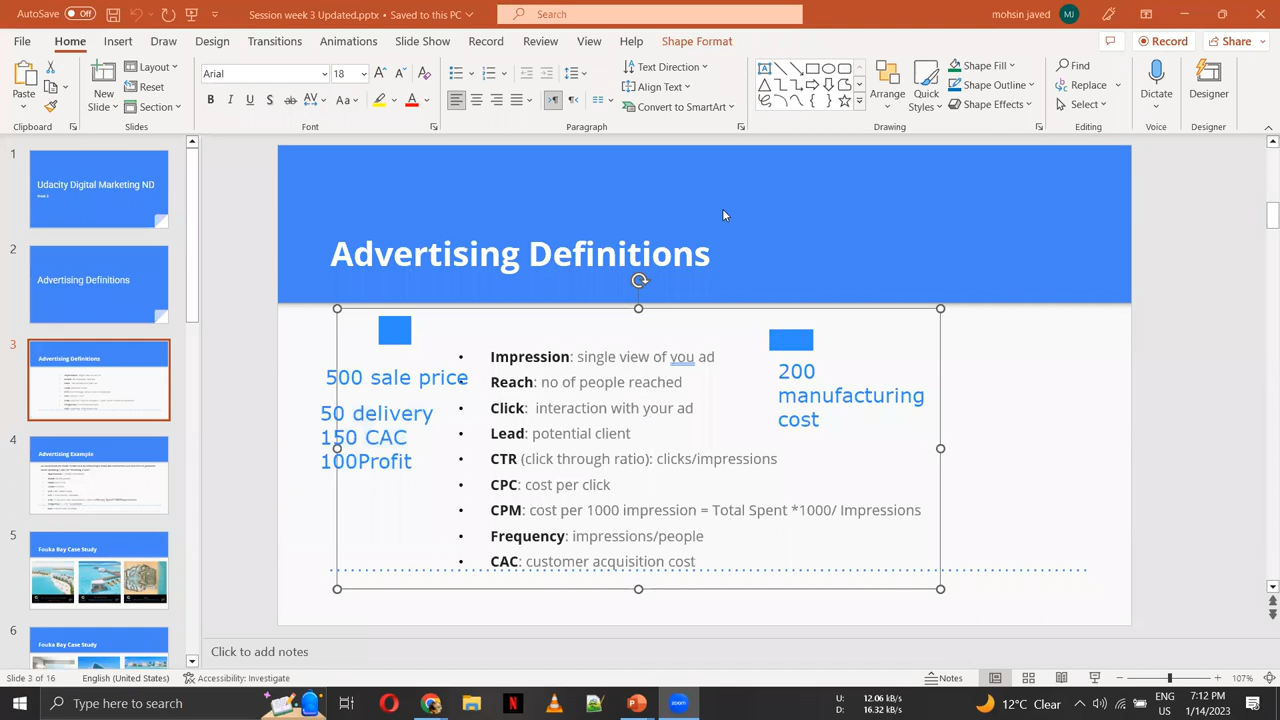 AutoSave Off Session week 3 Updated.pptx • Saved to this PC Search mohsin javed MJ
File Home Insert Draw Design Transitions Animations Slide Show Record Review View Help Shape Format Record Share
Paste New Slide Layout Reset Section Arial 18 Text Direction Align Text Convert to SmartArt Arrange Quick Styles Shape Fill Shape Outline Shape Effects Find Replace Select Dictate Designer
Clipboard Slides Font Paragraph Drawing Editing Voice Designer
1
Udacity Digital Marketing ND
2
Advertising Definitions
3
Advertising Definitions
4
Advertising Example
5
Fouka Bay Case Study
6
Fouka Bay Case Study
Advertising Definitions
500 sale price
50 delivery
150 CAC
100Profit
• Impression: single view of you ad
• Reach: no of people reached
• Click: interaction with your ad
• Lead: potential client
• CTR (click through ratio): clicks/impressions
• CPC: cost per click
• CPM: cost per 1000 impression = Total Spent *1000/ Impressions
• Frequency: impressions/people
• CAC: customer acquisition cost
200
manufacturing
cost
Click to add notes
Slide 3 of 16 English (United States) Accessibility: Investigate Notes 107%
Type here to search zoom U: 12.06 kB/s D: 16.32 kB/s 12°C Clear ENG US 7:12 PM 1/14/2023